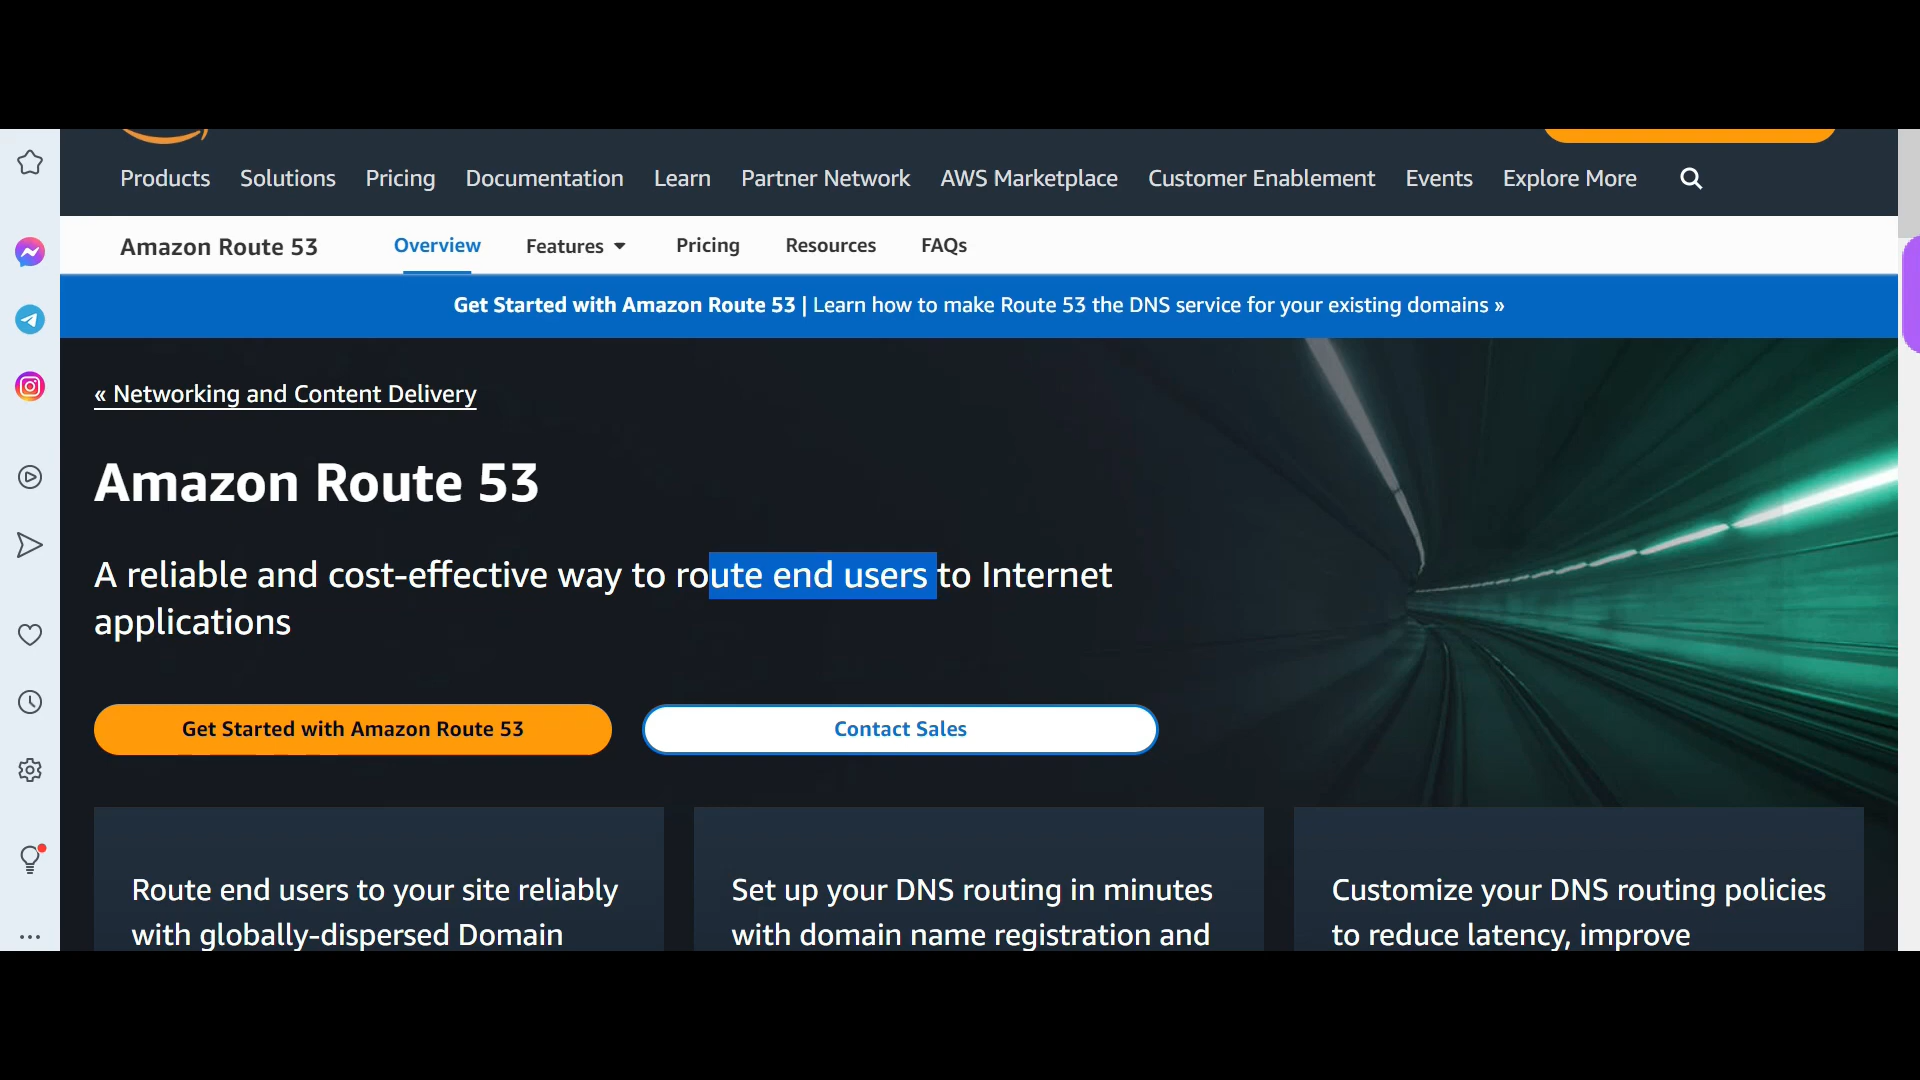 Products Solutions Pricing Documentation Learn Partner Network AWS Marketplace Customer Enablement Events Explore More
Amazon Route 53 Overview Features Pricing Resources FAQs
Get Started with Amazon Route 53 | Learn how to make Route 53 the DNS service for your existing domains »
« Networking and Content Delivery
Amazon Route 53
A reliable and cost-effective way to route end users to Internet
applications
Get Started with Amazon Route 53 Contact Sales
Route end users to your site reliably
with globally-dispersed Domain
Set up your DNS routing in minutes
with domain name registration and
Customize your DNS routing policies
to reduce latency, improve